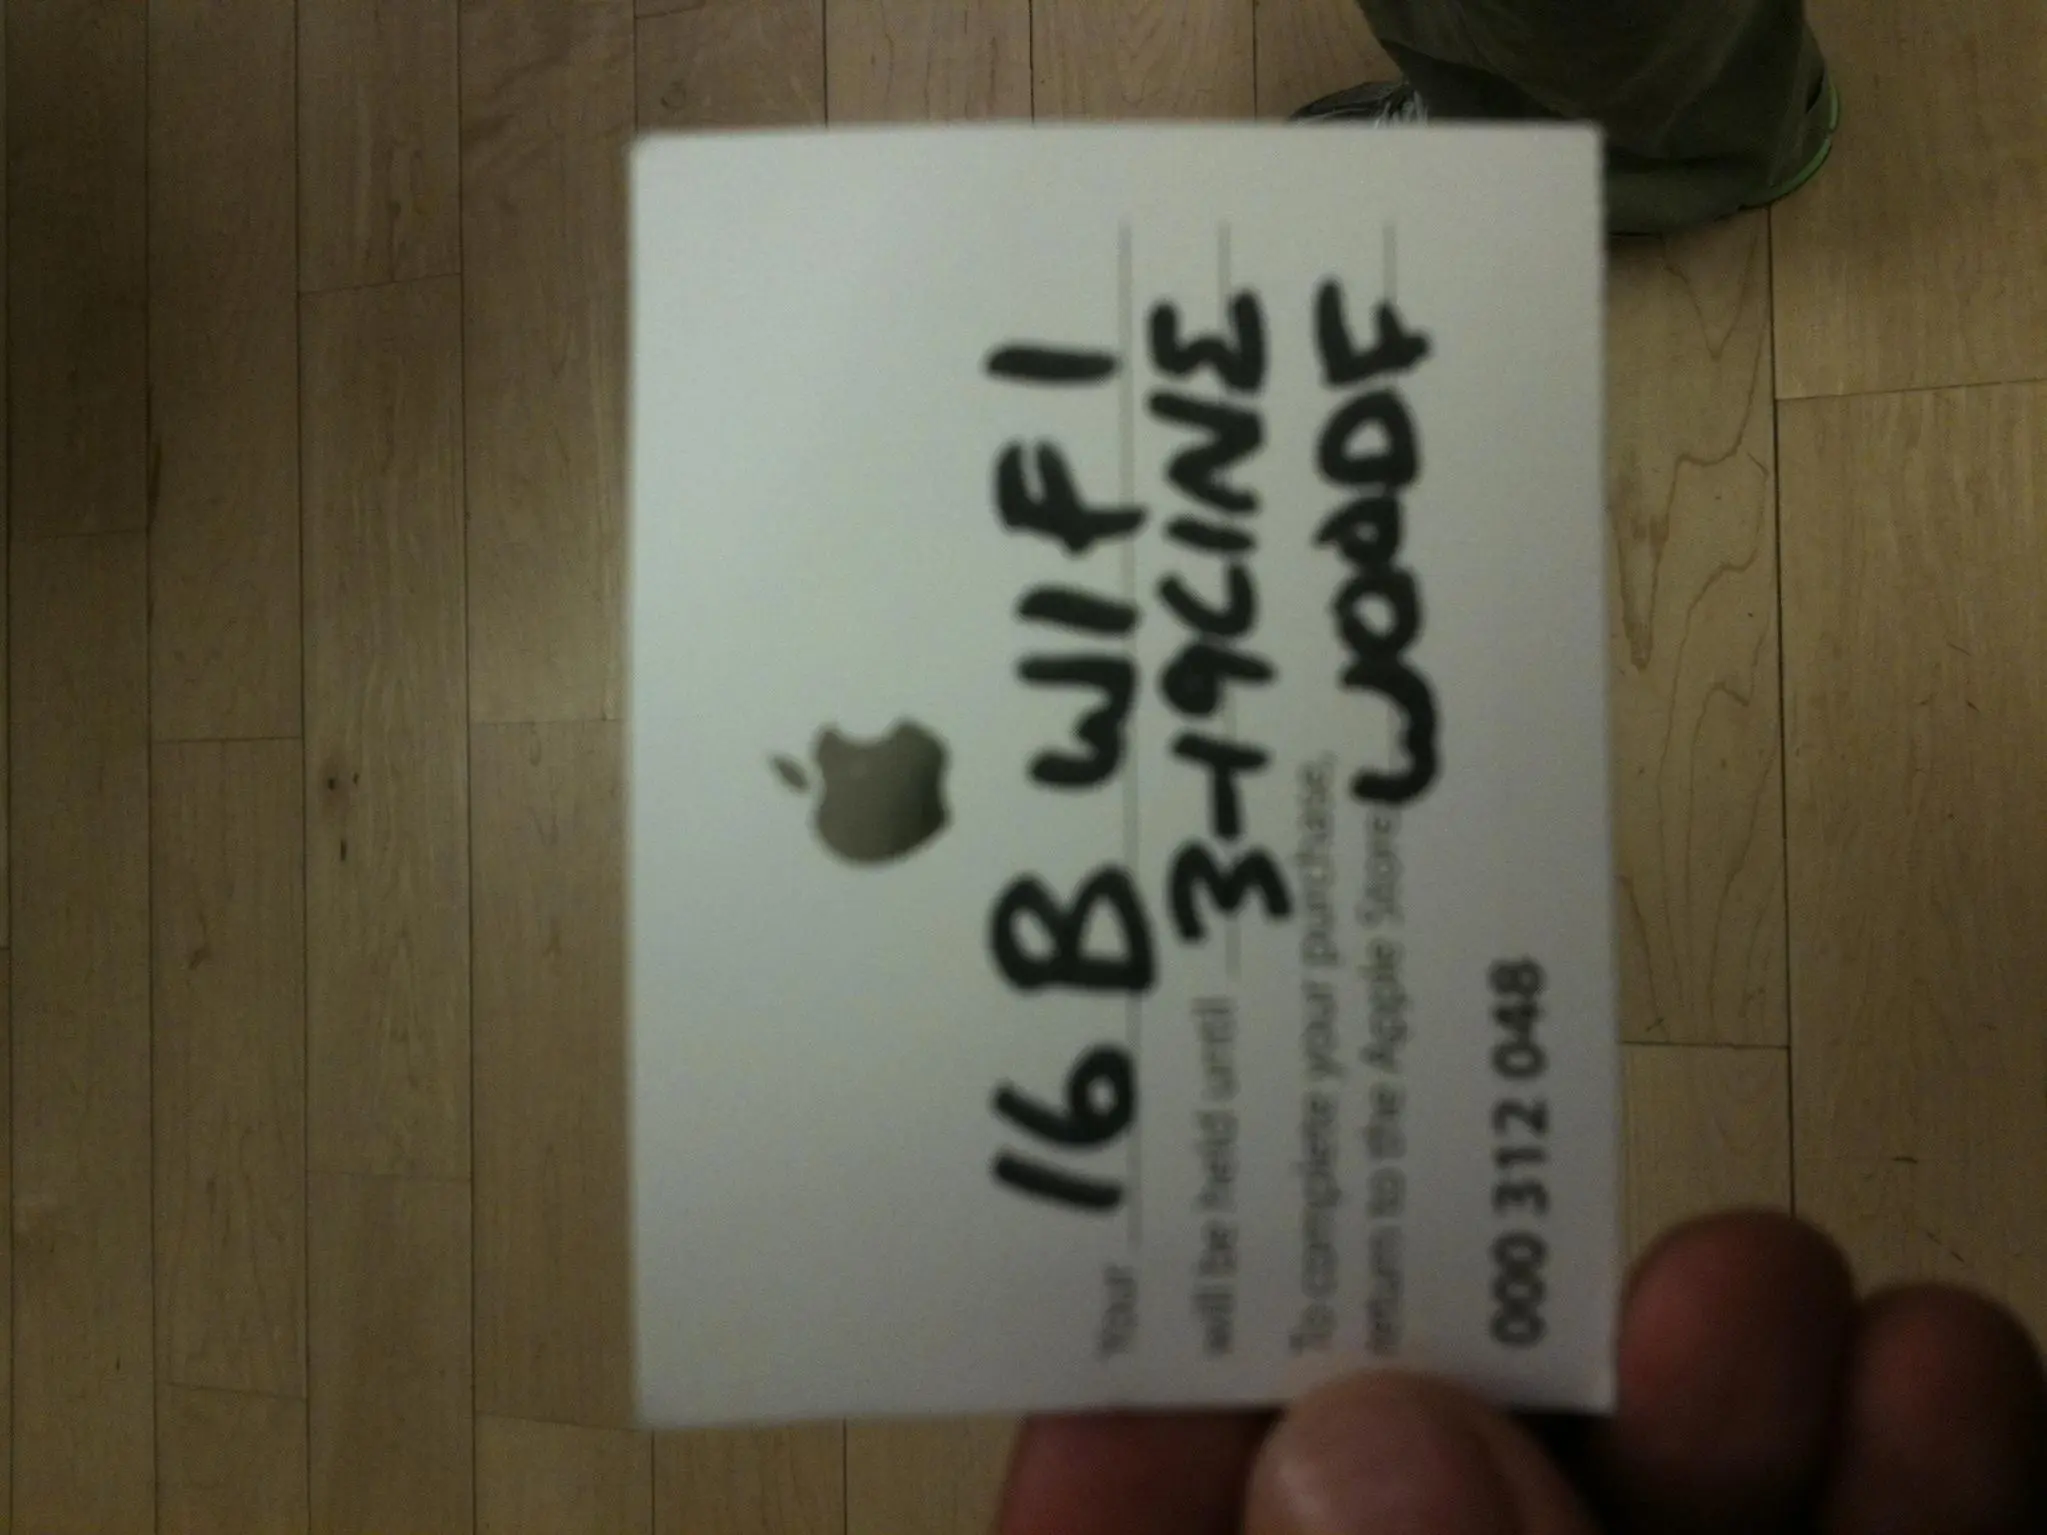 Your 16 B WIFI
will be held until 3-19CLINE
To complete your purchase,
return to the Apple Store WOODF
000 312 048